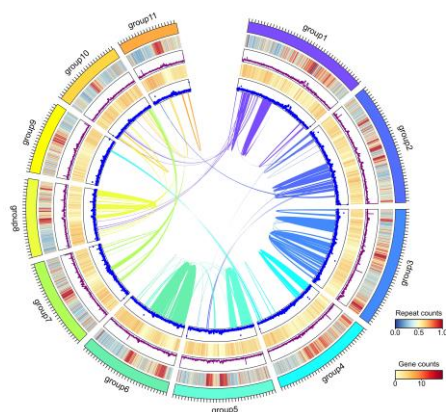 group1
group2
group3
group4
group5
group6
group7
group8
group9
group10
group11
Repeat counts
0.0 0.5 1.0
Gene counts
0 10